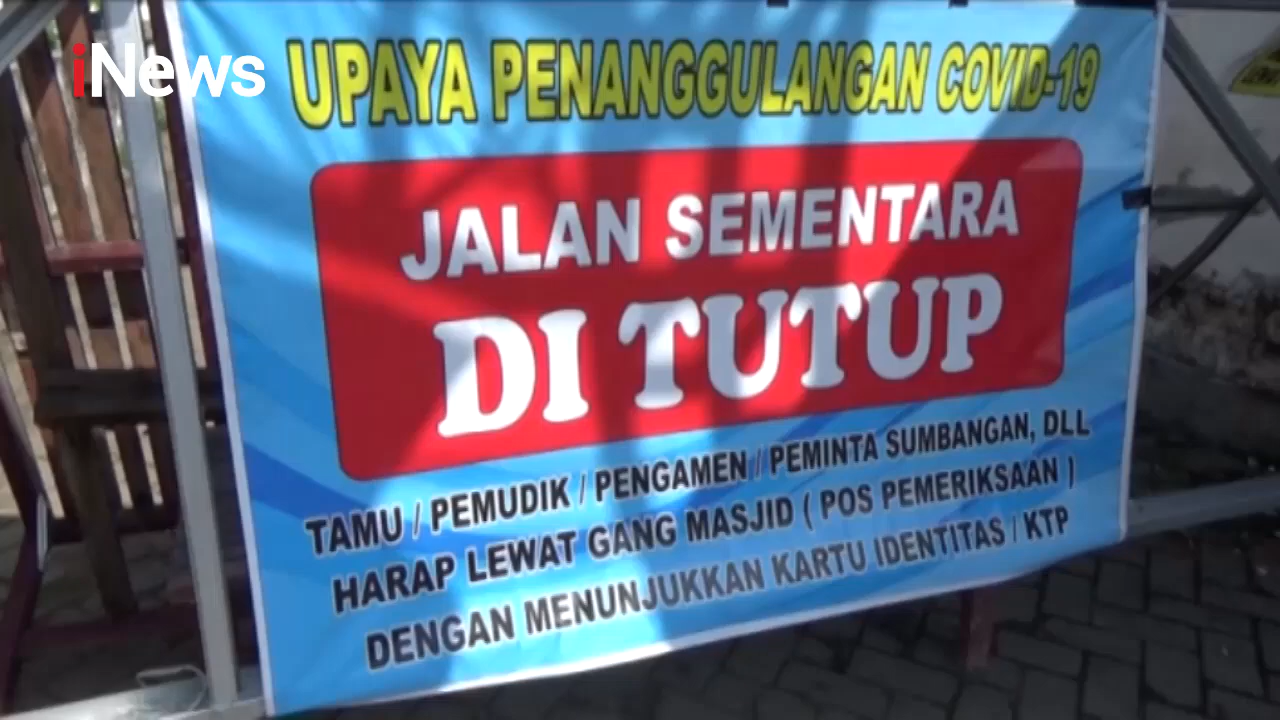 iNews
UPAYA PENANGGULANGAN COVID-19
JALAN SEMENTARA
DI TUTUP
TAMU / PEMUDIK / PENGAMEN / PEMINTA SUMBANGAN, DLL
HARAP LEWAT GANG MASJID ( POS PEMERIKSAAN )
DENGAN MENUNJUKKAN KARTU IDENTITAS / KTP